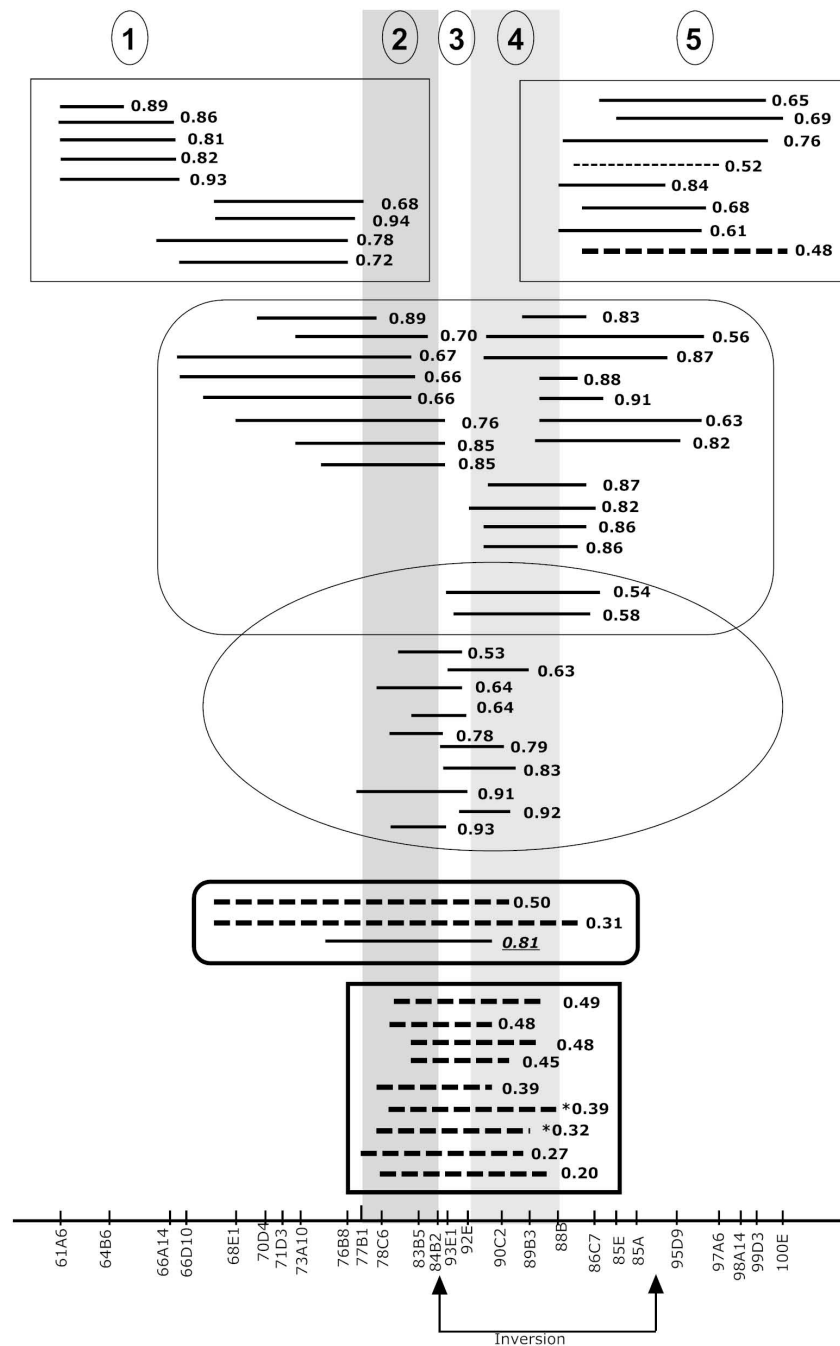 1 2 3 4 5
0.89
0.86
0.81
0.82
0.93
0.68
0.94
0.78
0.72
0.65
0.69
0.76
0.52
0.84
0.68
0.61
0.48
0.89
0.70
0.67
0.66
0.66
0.76
0.85
0.85
0.83
0.56
0.87
0.88
0.91
0.63
0.82
0.87
0.82
0.86
0.86
0.54
0.58
0.53
0.63
0.64
0.64
0.78
0.79
0.83
0.91
0.92
0.93
0.50
0.31
0.81
0.49
0.48
0.48
0.45
0.39
*0.39
*0.32
0.27
0.20
61A6
64B6
66A14
66D10
68E1
70D4
71D3
73A10
76B8
77B1
78C6
83B5
84B2
93E1
92E
90C2
89B3
88B
86C7
85E
85A
95D9
97A6
98A14
99D3
100E
Inversion